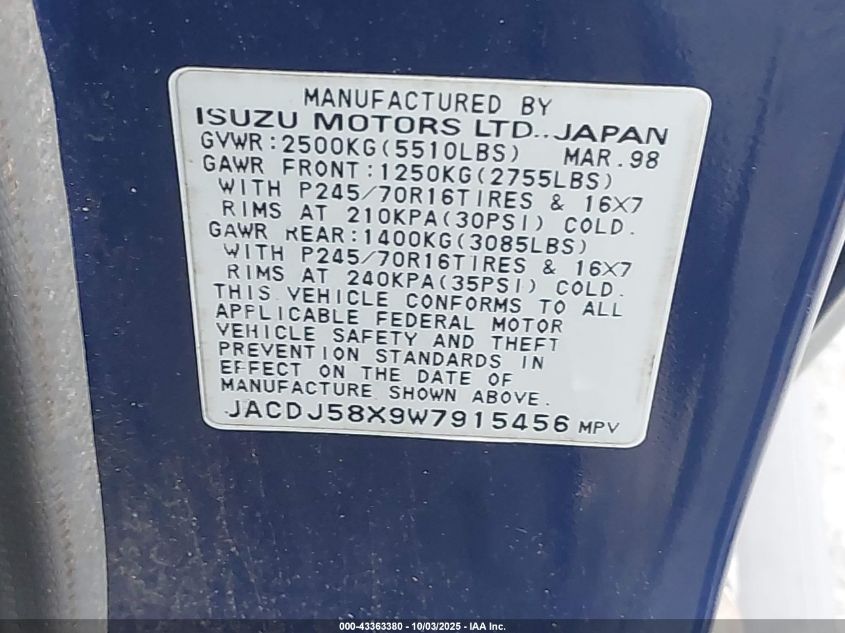 MANUFACTURED BY
ISUZU MOTORS LTD., JAPAN
GVWR:2500KG(5510LBS) MAR.98
GAWR FRONT:1250KG(2755LBS)
WITH P245/70R16TIRES & 16X7
RIMS AT 210KPA(30PSI) COLD.
GAWR REAR:1400KG(3085LBS)
WITH P245/70R16TIRES & 16X7
RIMS AT 240KPA(35PSI) COLD.
THIS VEHICLE CONFORMS TO ALL
APPLICABLE FEDERAL MOTOR
VEHICLE SAFETY AND THEFT
PREVENTION STANDARDS IN
EFFECT ON THE DATE OF
MANUFACTURE SHOWN ABOVE.
JACDJ58X9W7915456 MPV
000-43363380 - 10/03/2025 - IAA Inc.